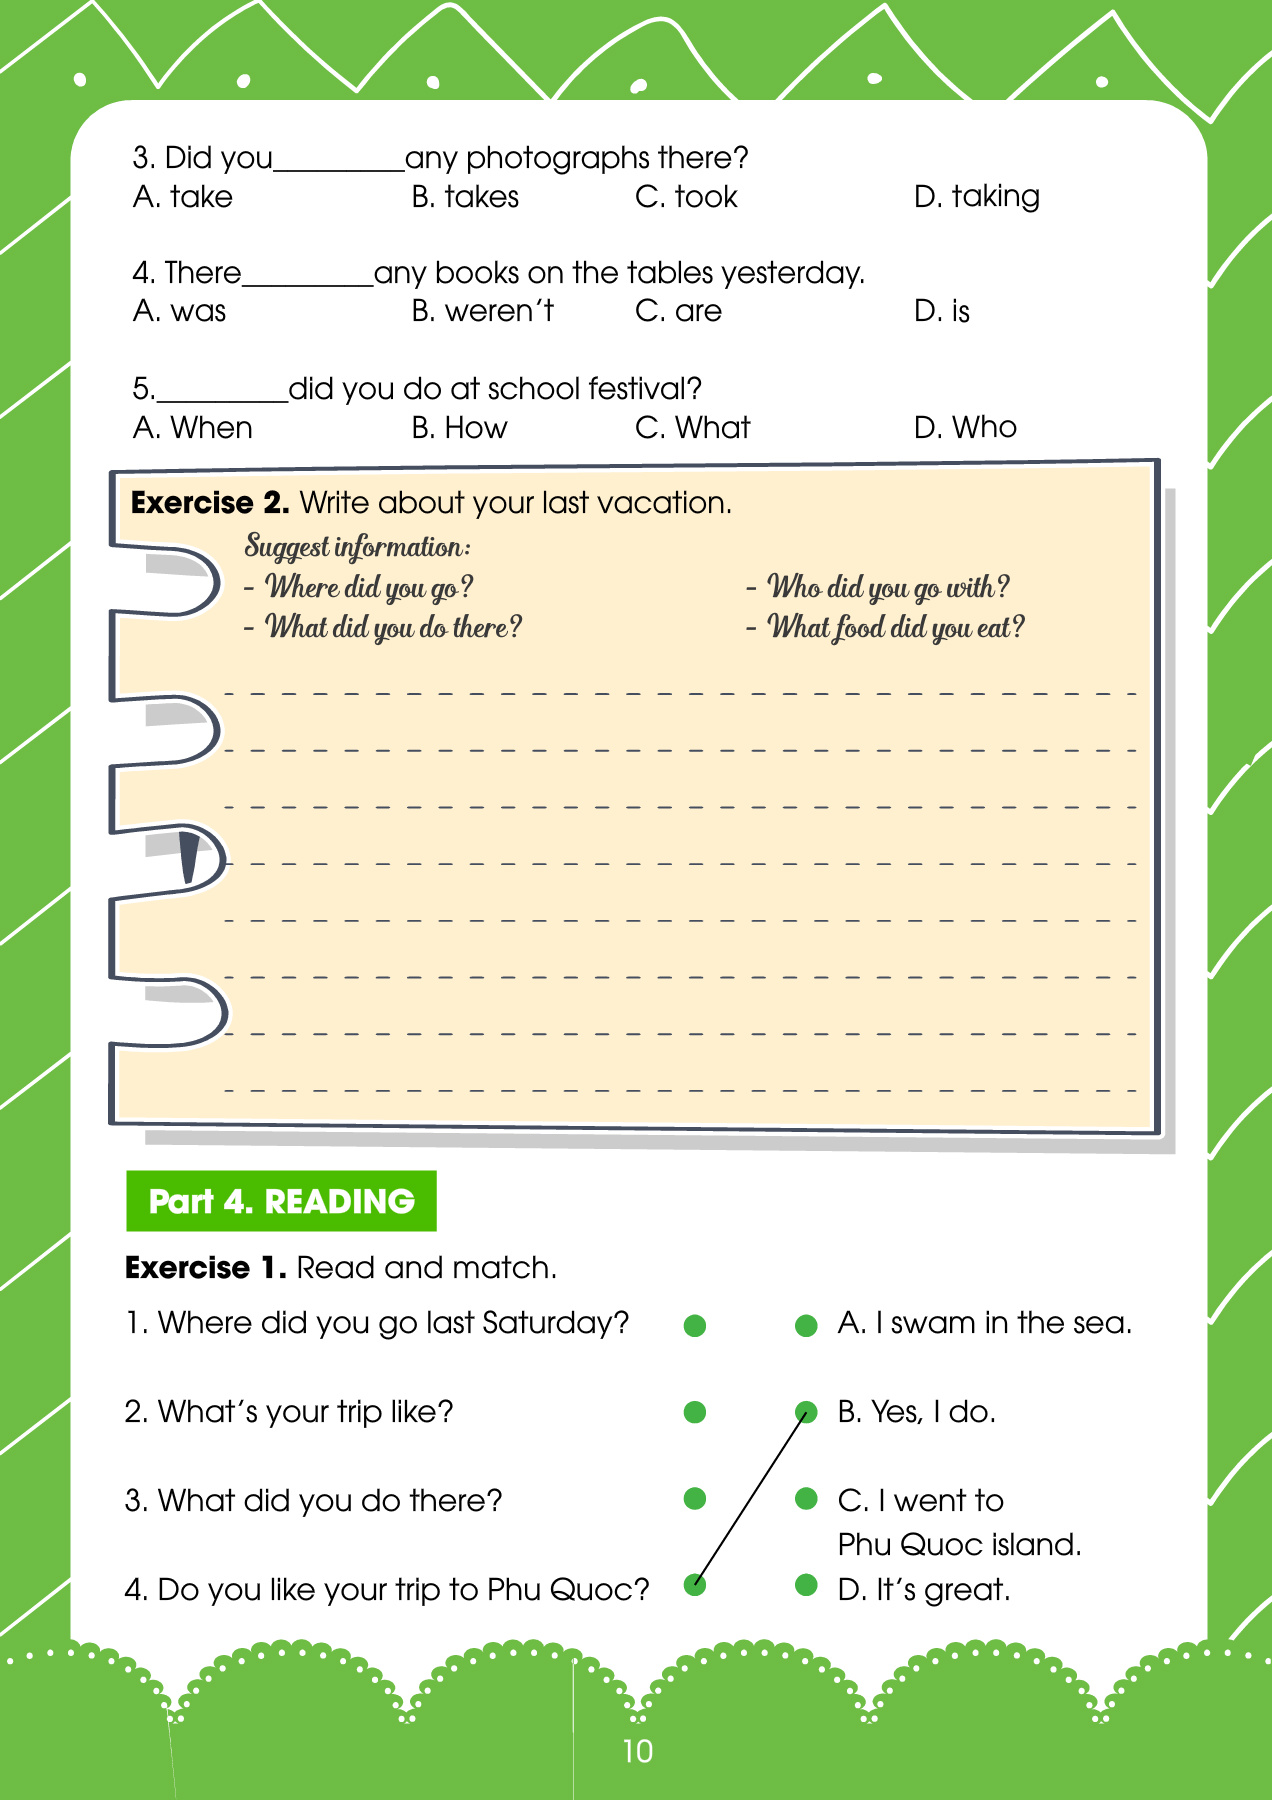 3. Did you_________any photographs there?
A. take B. takes C. took D. taking
4. There_________any books on the tables yesterday.
A. was B. weren’t C. are D. is
5._________did you do at school festival?
A. When B. How C. What D. Who
Exercise 2. Write about your last vacation.
Suggest information:
- Where did you go? - Who did you go with?
- What did you do there? - What food did you eat?
Part 4. READING
Exercise 1. Read and match.
1. Where did you go last Saturday? A. I swam in the sea.
2. What’s your trip like? B. Yes, I do.
3. What did you do there? C. I went to
Phu Quoc island.
4. Do you like your trip to Phu Quoc? D. It’s great.
10